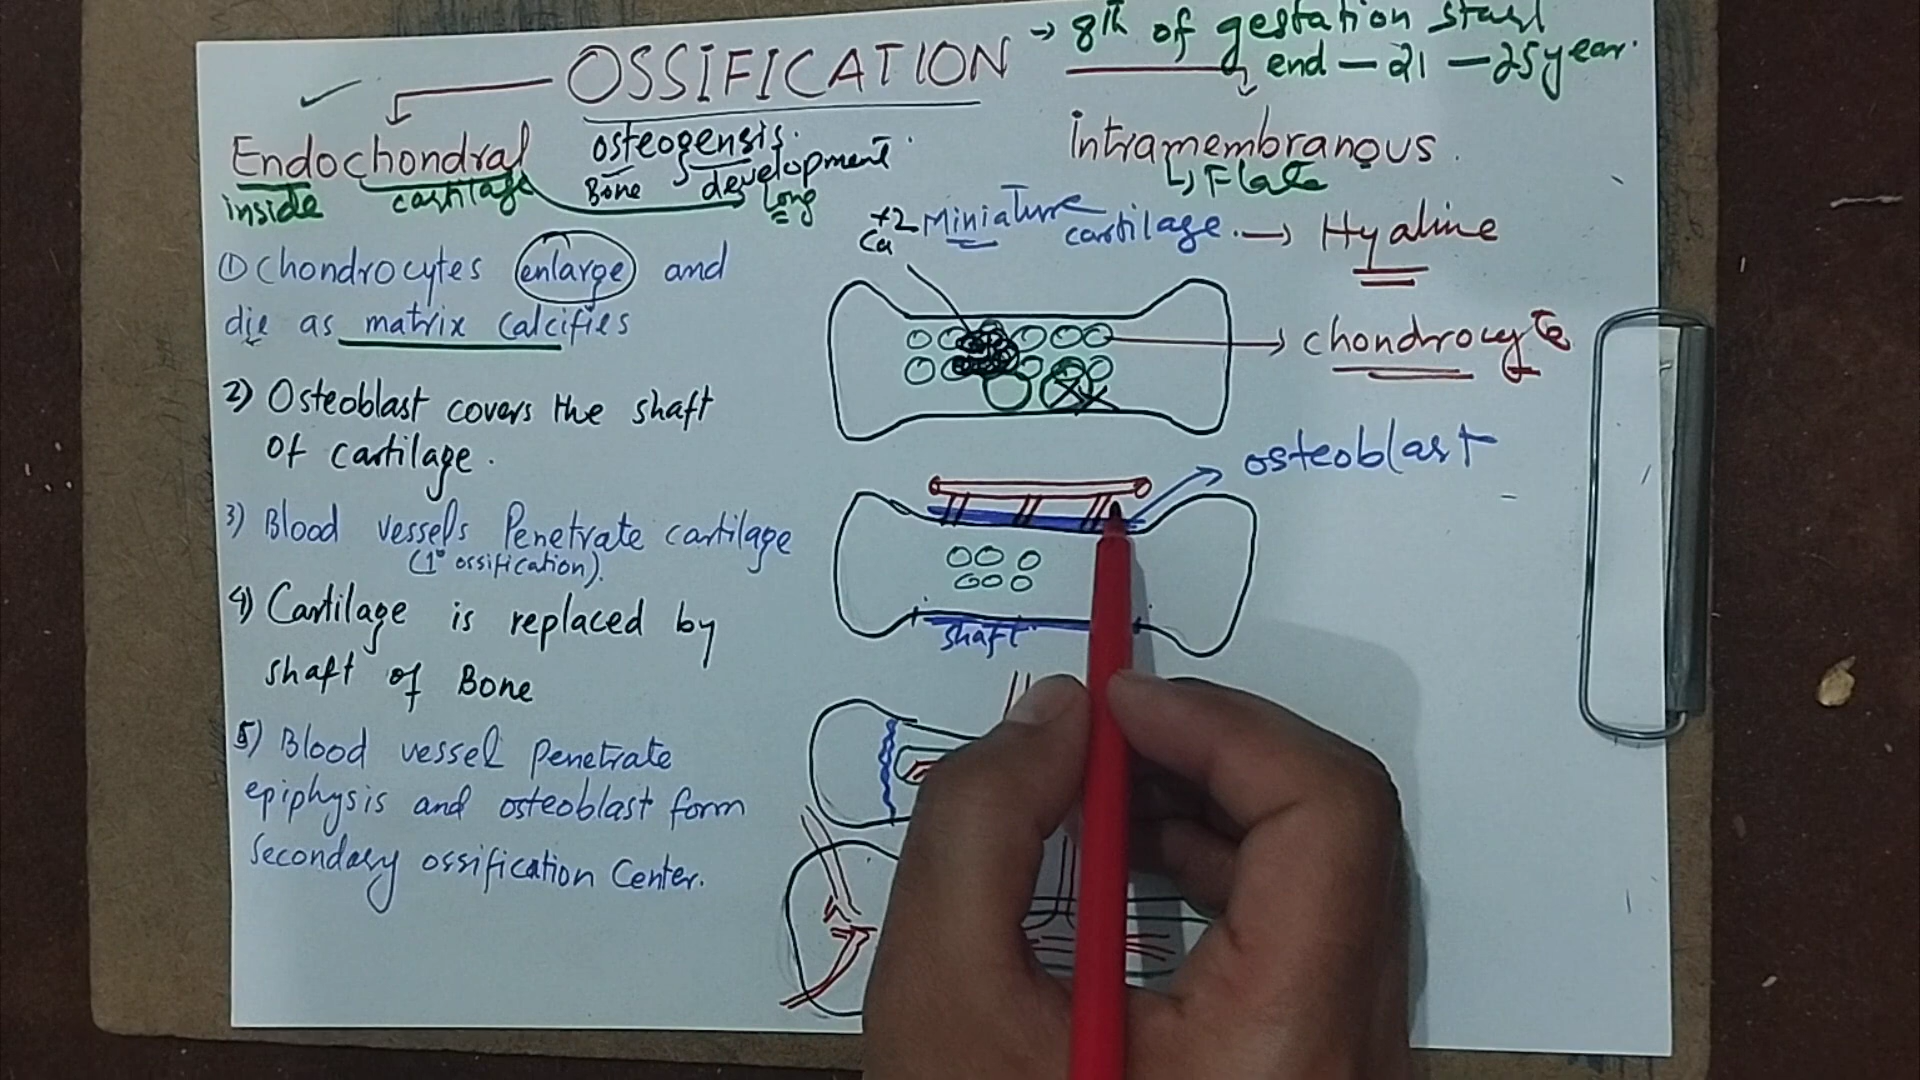 → 8th of gestation start
end – 21 – 25 year.
OSSIFICATION
Endochondral
inside cartilage
osteogensis.
Bone development
long
Intramembranous.
↳ Flate
Ca+2
Miniature cartilage. → Hyaline
① Chondrocytes enlarge and
die as matrix calcifies
chondrocyte
2) Osteoblast covers the shaft
of cartilage.
osteoblast
3) Blood vessels Penetrate cartilage
(1° ossification).
shaft
4) Cartilage is replaced by
shaft of Bone
5) Blood vessel penetrate
epiphysis and osteoblast form
Secondary ossification Center.